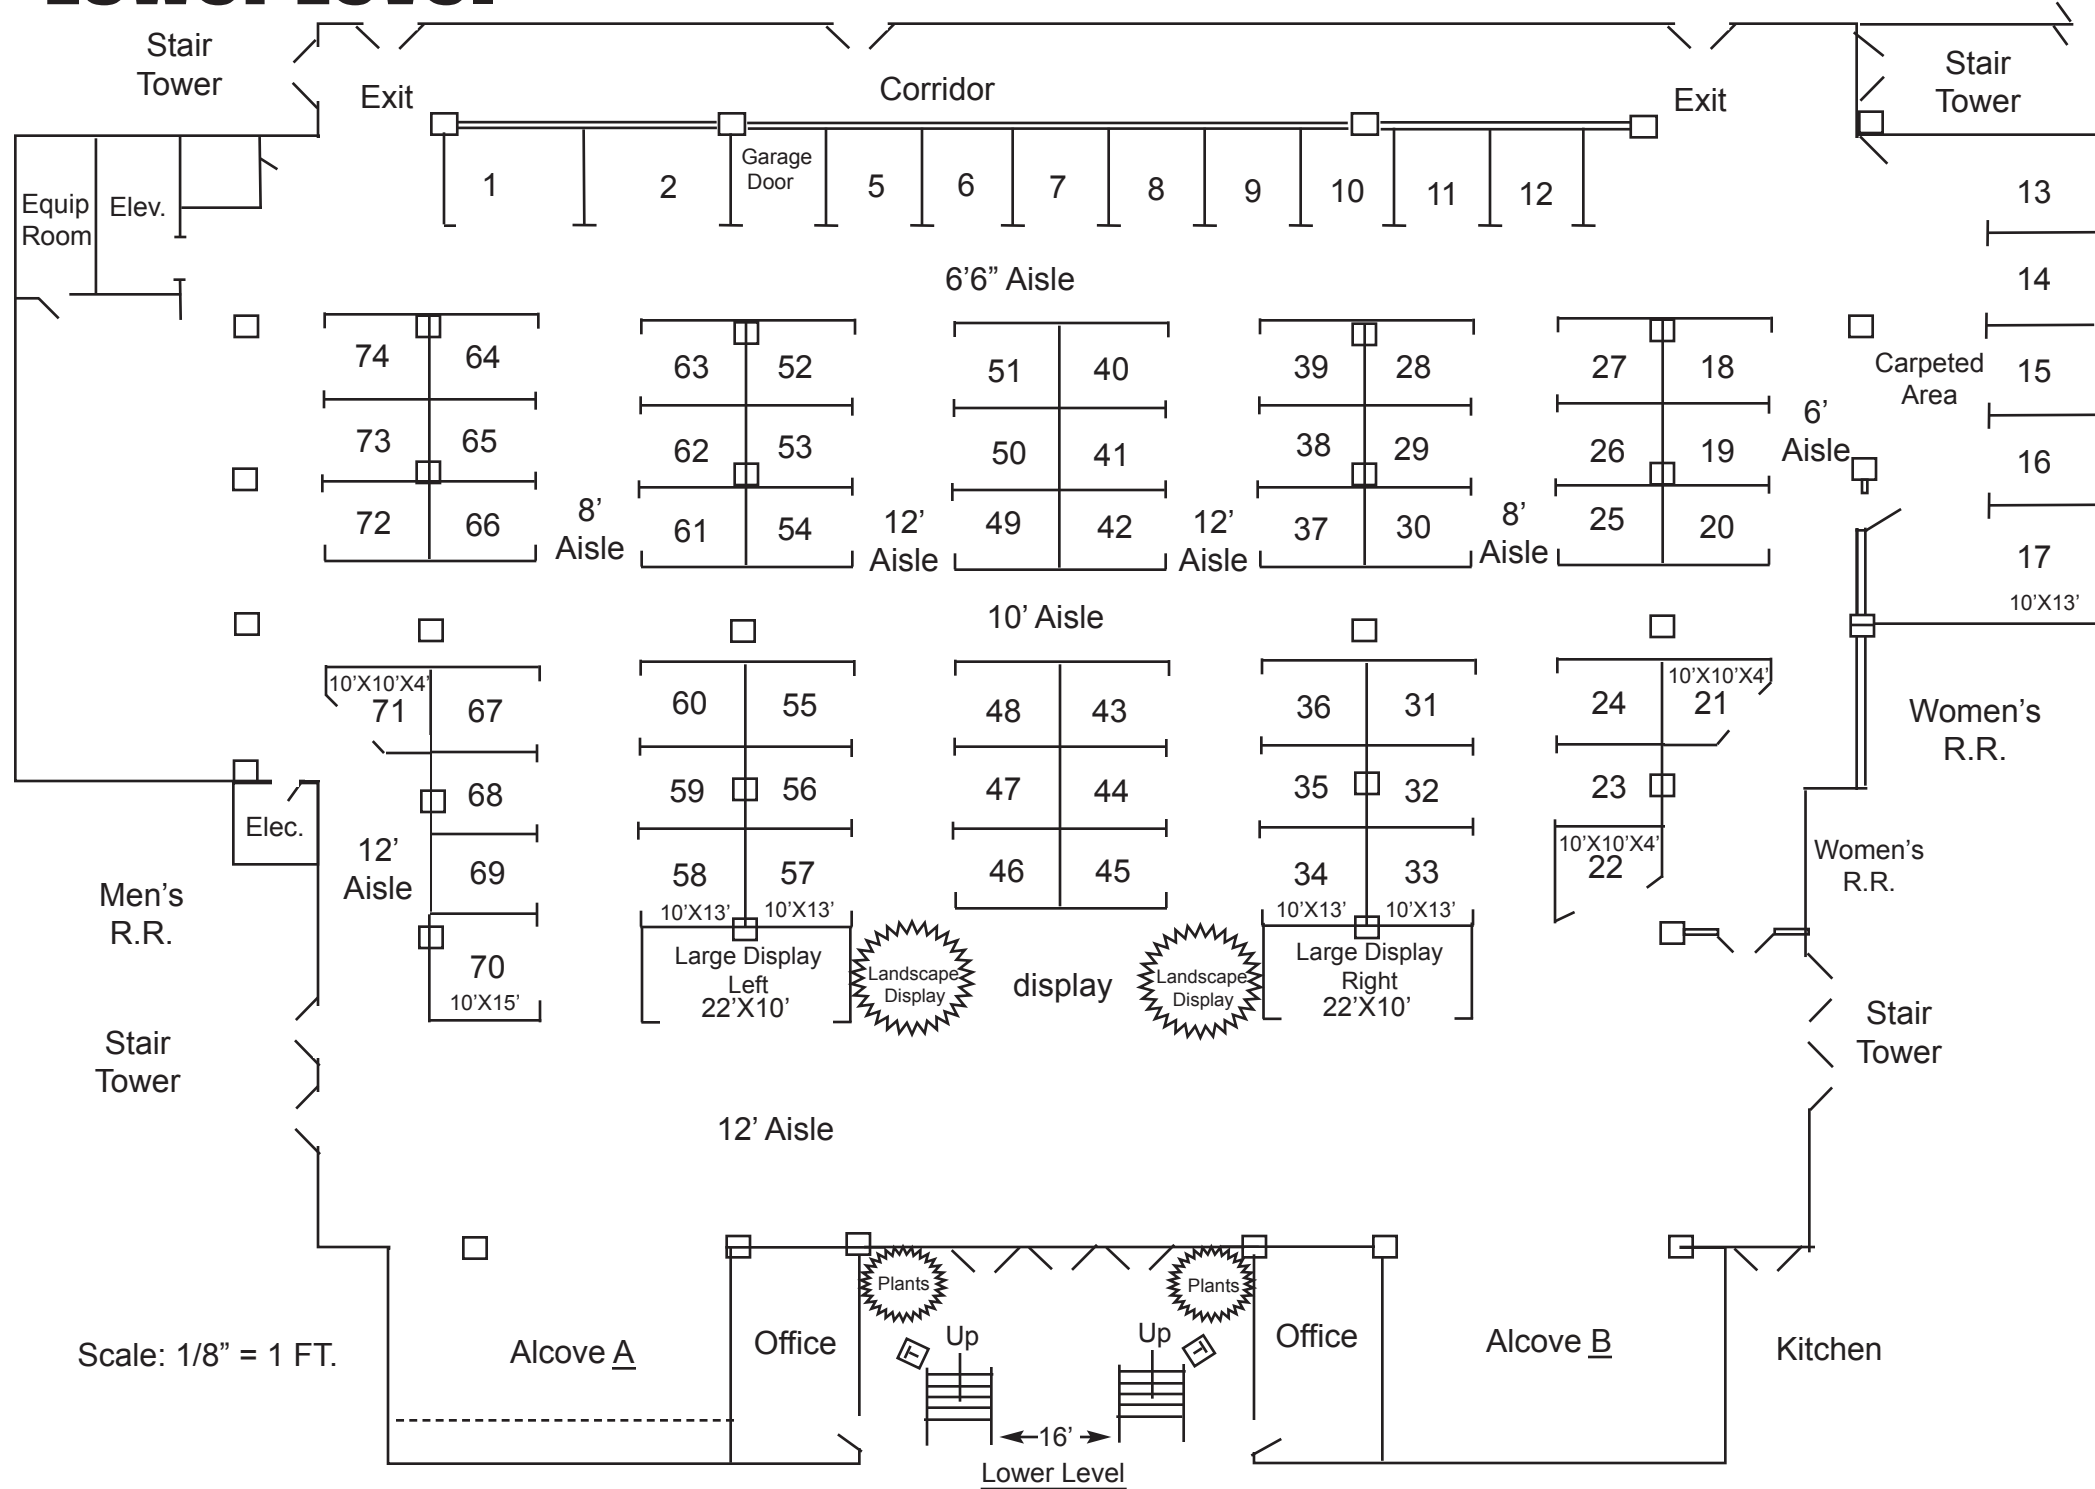 Lower Level
Stair
Tower
Exit
Corridor
Exit
Stair
Tower
Equip
Room
Elev.
1
2
Garage
Door
5
6
7
8
9
10
11
12
13
14
15
16
17
10'X13'
6'6” Aisle
74
64
63
52
51
40
39
28
27
18
Carpeted
Area
73
65
62
53
50
41
38
29
26
19
6’
Aisle
72
66
8’
Aisle
61
54
12’
Aisle
49
42
12’
Aisle
37
30
8’
Aisle
25
20
10’ Aisle
10’X10’X4’
71
67
60
55
48
43
36
31
24
10’X10’X4’
21
Women’s
R.R.
68
59
56
47
44
35
32
23
Elec.
12’
Aisle
69
58
10’X13’
57
10’X13’
46
45
34
10’X13’
33
10’X13’
10’X10’X4’
22
Women’s
R.R.
Men’s
R.R.
70
10’X15’
Large Display
Left
22’X10’
Landscape
Display
display
Landscape
Display
Large Display
Right
22’X10’
Stair
Tower
Stair
Tower
12’ Aisle
Plants
Plants
Scale: 1/8” = 1 FT.
Alcove A
Office
T
Up
Up
T
Office
Alcove B
Kitchen
16’
Lower Level